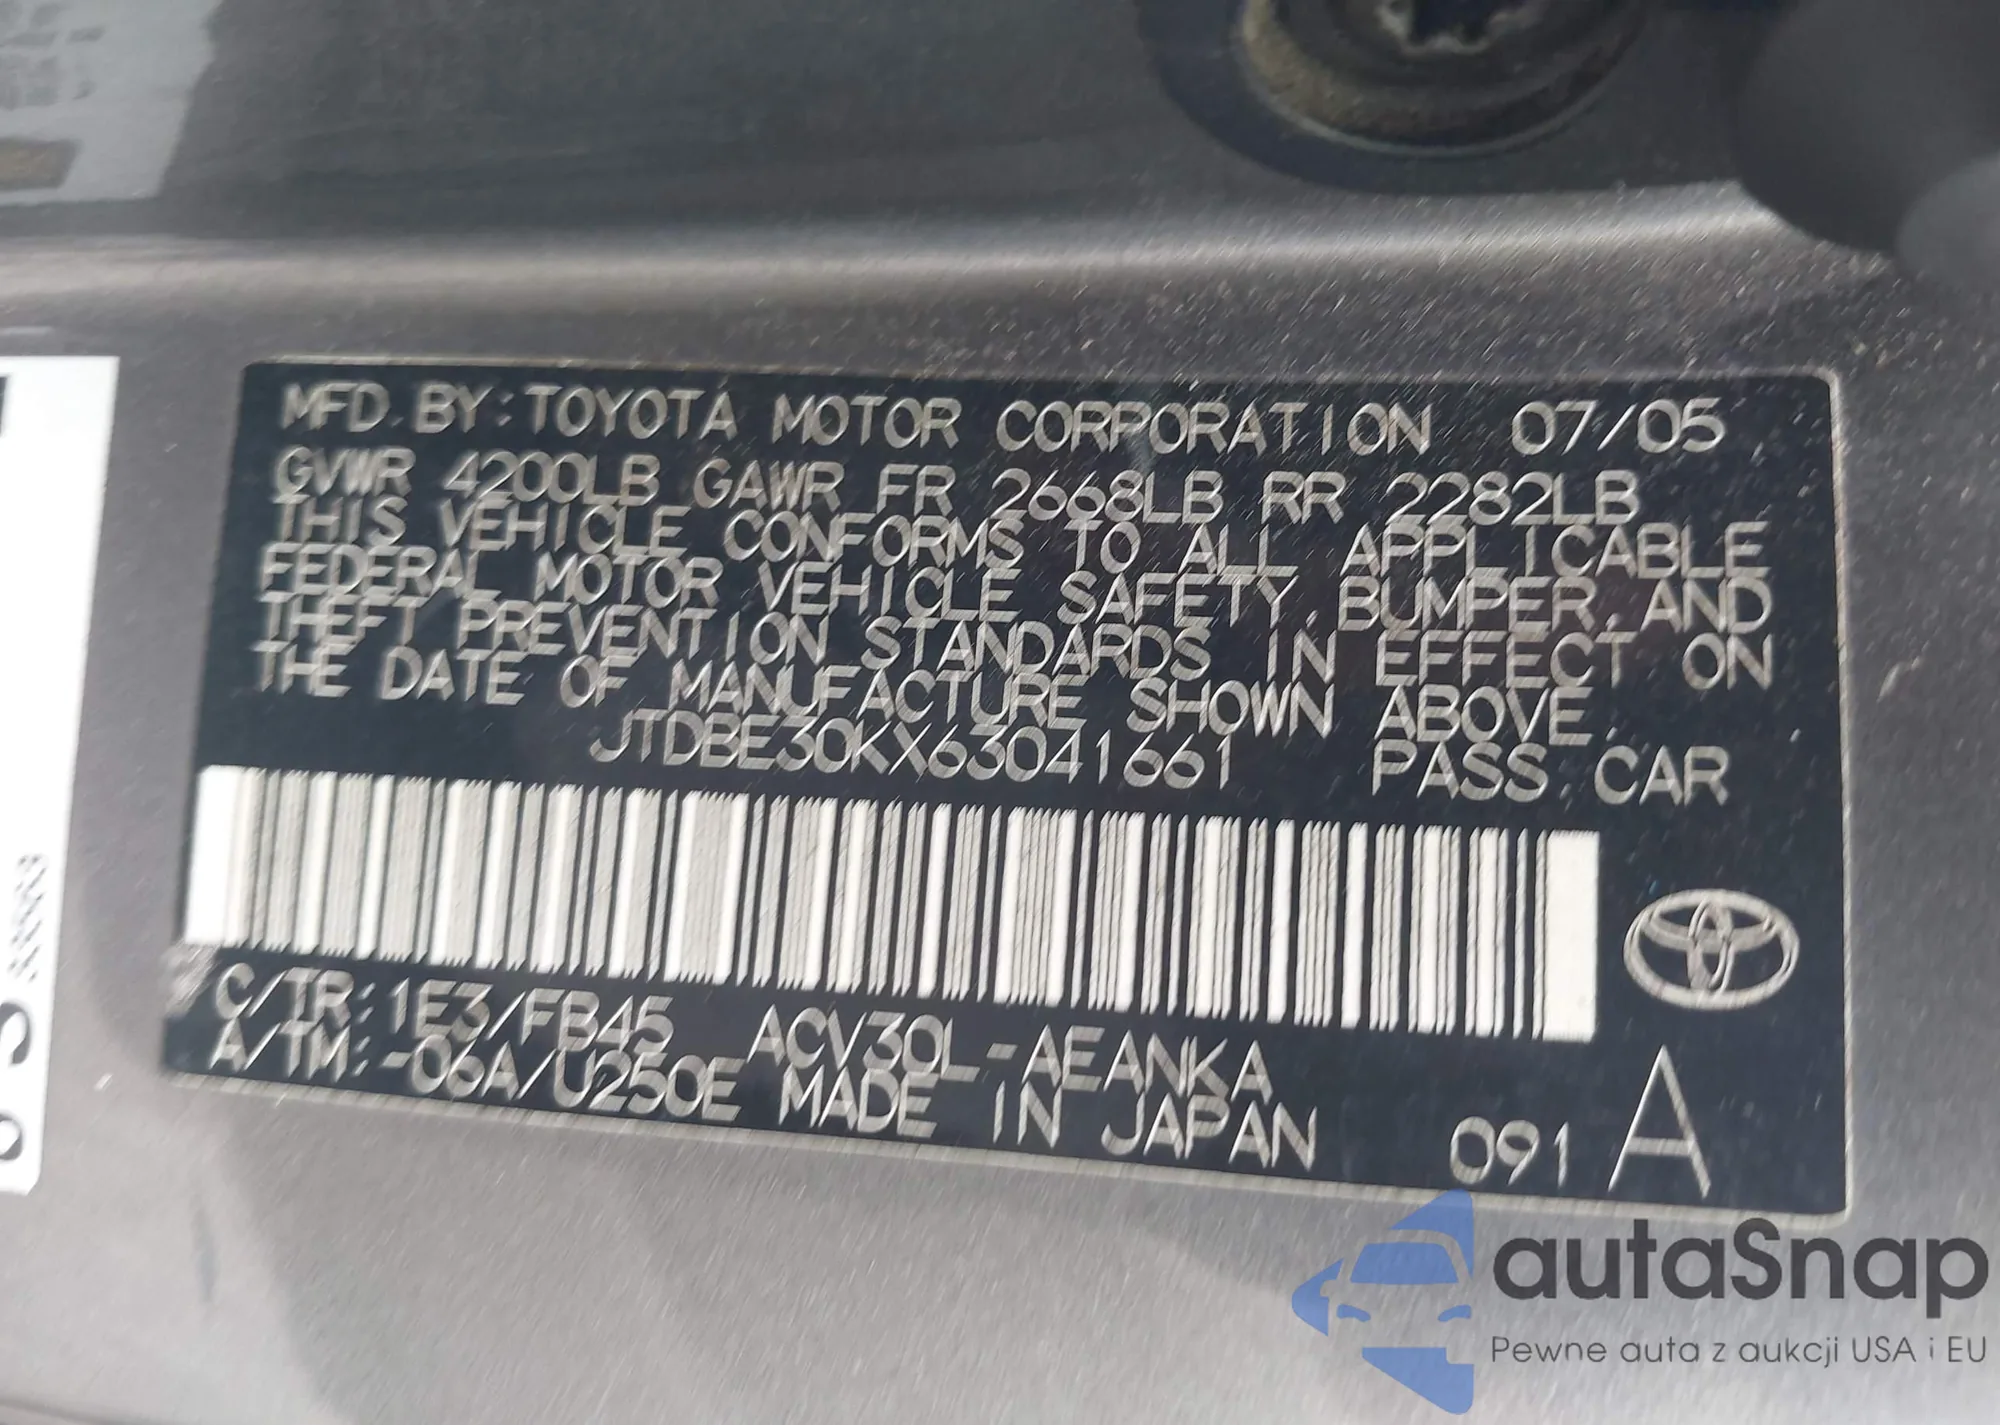 MFD. BY: TOYOTA MOTOR CORPORATION 07/05
GVWR 4200LB GAWR FR 2668LB RR 2282LB
THIS VEHICLE CONFORMS TO ALL APPLICABLE
FEDERAL MOTOR VEHICLE SAFETY, BUMPER, AND
THEFT PREVENTION STANDARDS IN EFFECT ON
THE DATE OF MANUFACTURE SHOWN ABOVE.
JTDBE30KX63041661 PASS. CAR
C/TR: 1E3/FB45 ACV30L-AEANKA
A/TM: -06A/U250E MADE IN JAPAN 091 A
autaSnap
Pewne auta z aukcji USA i EU